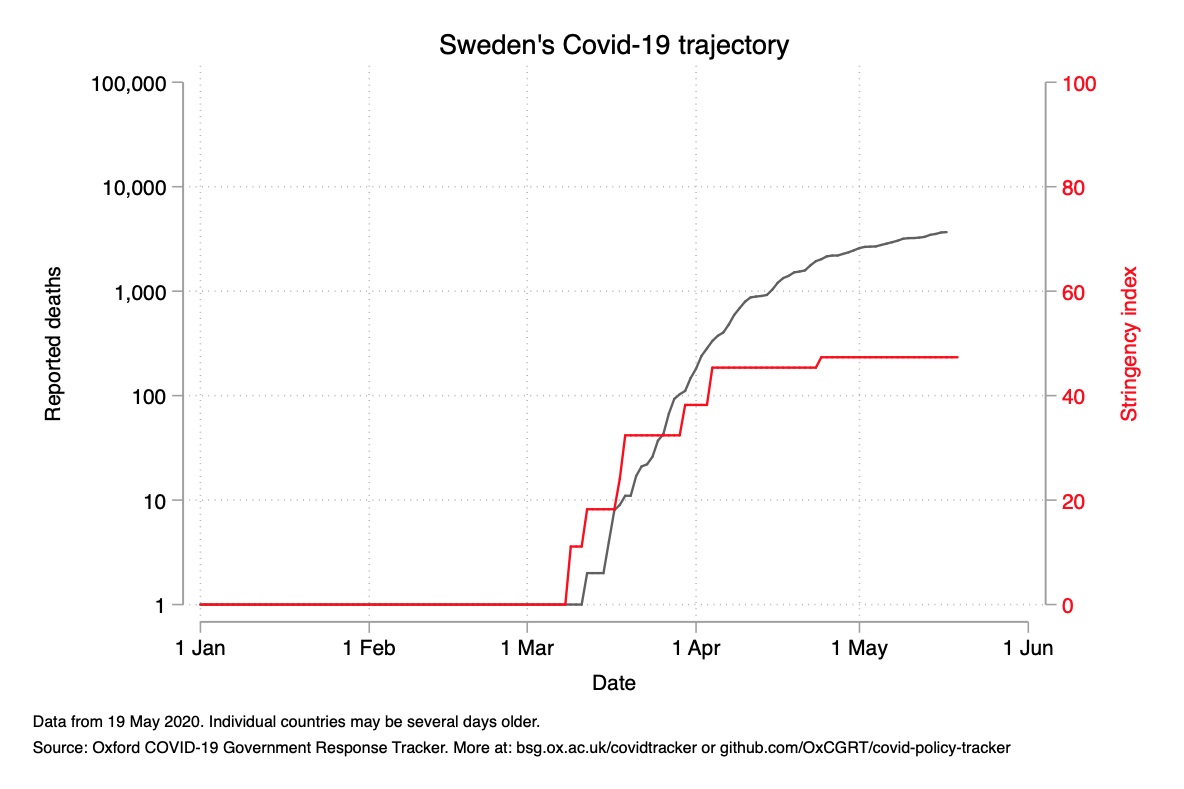 Sweden's Covid-19 trajectory
100,000
10,000
1,000
100
10
1
Reported deaths
100
80
60
40
20
0
Stringency index
1 Jan 1 Feb 1 Mar 1 Apr 1 May 1 Jun
Date
Data from 19 May 2020. Individual countries may be several days older.
Source: Oxford COVID-19 Government Response Tracker. More at: bsg.ox.ac.uk/covidtracker or github.com/OxCGRT/covid-policy-tracker